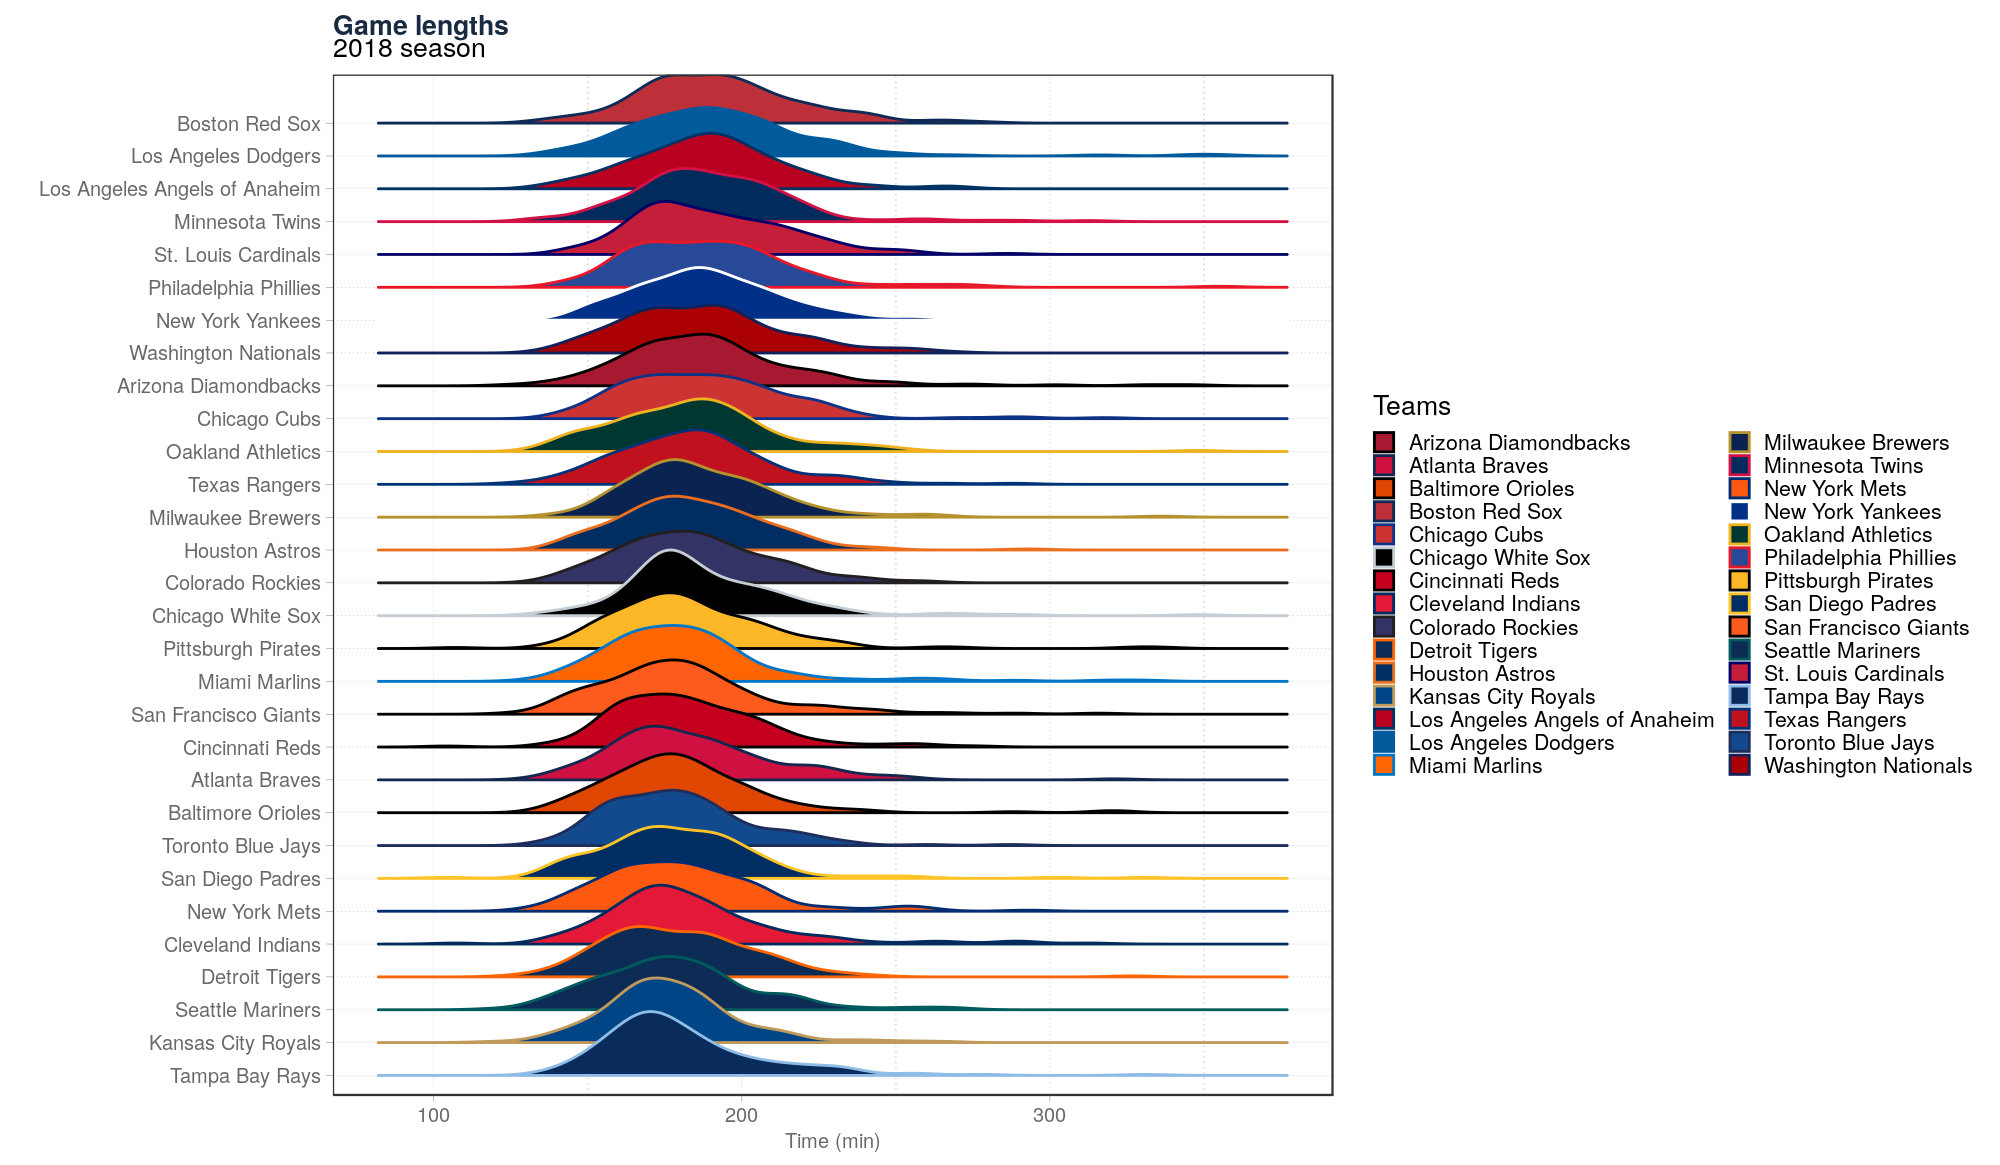 Game lengths
2018 season
Boston Red Sox
Los Angeles Dodgers
Los Angeles Angels of Anaheim
Minnesota Twins
St. Louis Cardinals
Philadelphia Phillies
New York Yankees
Washington Nationals
Arizona Diamondbacks
Chicago Cubs
Oakland Athletics
Texas Rangers
Milwaukee Brewers
Houston Astros
Colorado Rockies
Chicago White Sox
Pittsburgh Pirates
Miami Marlins
San Francisco Giants
Cincinnati Reds
Atlanta Braves
Baltimore Orioles
Toronto Blue Jays
San Diego Padres
New York Mets
Cleveland Indians
Detroit Tigers
Seattle Mariners
Kansas City Royals
Tampa Bay Rays
100 200 300
Time (min)
Teams
Arizona Diamondbacks
Atlanta Braves
Baltimore Orioles
Boston Red Sox
Chicago Cubs
Chicago White Sox
Cincinnati Reds
Cleveland Indians
Colorado Rockies
Detroit Tigers
Houston Astros
Kansas City Royals
Los Angeles Angels of Anaheim
Los Angeles Dodgers
Miami Marlins
Milwaukee Brewers
Minnesota Twins
New York Mets
New York Yankees
Oakland Athletics
Philadelphia Phillies
Pittsburgh Pirates
San Diego Padres
San Francisco Giants
Seattle Mariners
St. Louis Cardinals
Tampa Bay Rays
Texas Rangers
Toronto Blue Jays
Washington Nationals